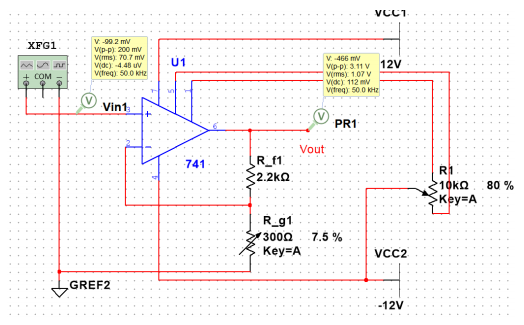 VCC1
XFG1
COM
V: -99.2 mV
V(p-p): 200 mV
V(rms): 70.7 mV
V(dc): -4.48 uV
V(freq): 50.0 kHz
V
Vin1
U1
7
5
1
3
2
4
6
741
V: -466 mV
V(p-p): 3.11 V
V(rms): 1.07 V
V(dc): 112 mV
V(freq): 50.0 kHz
V
12V
PR1
Vout
R_f1
2.2kΩ
R_g1
300Ω 7.5 %
Key=A
R1
10kΩ 80 %
Key=A
VCC2
-12V
GREF2